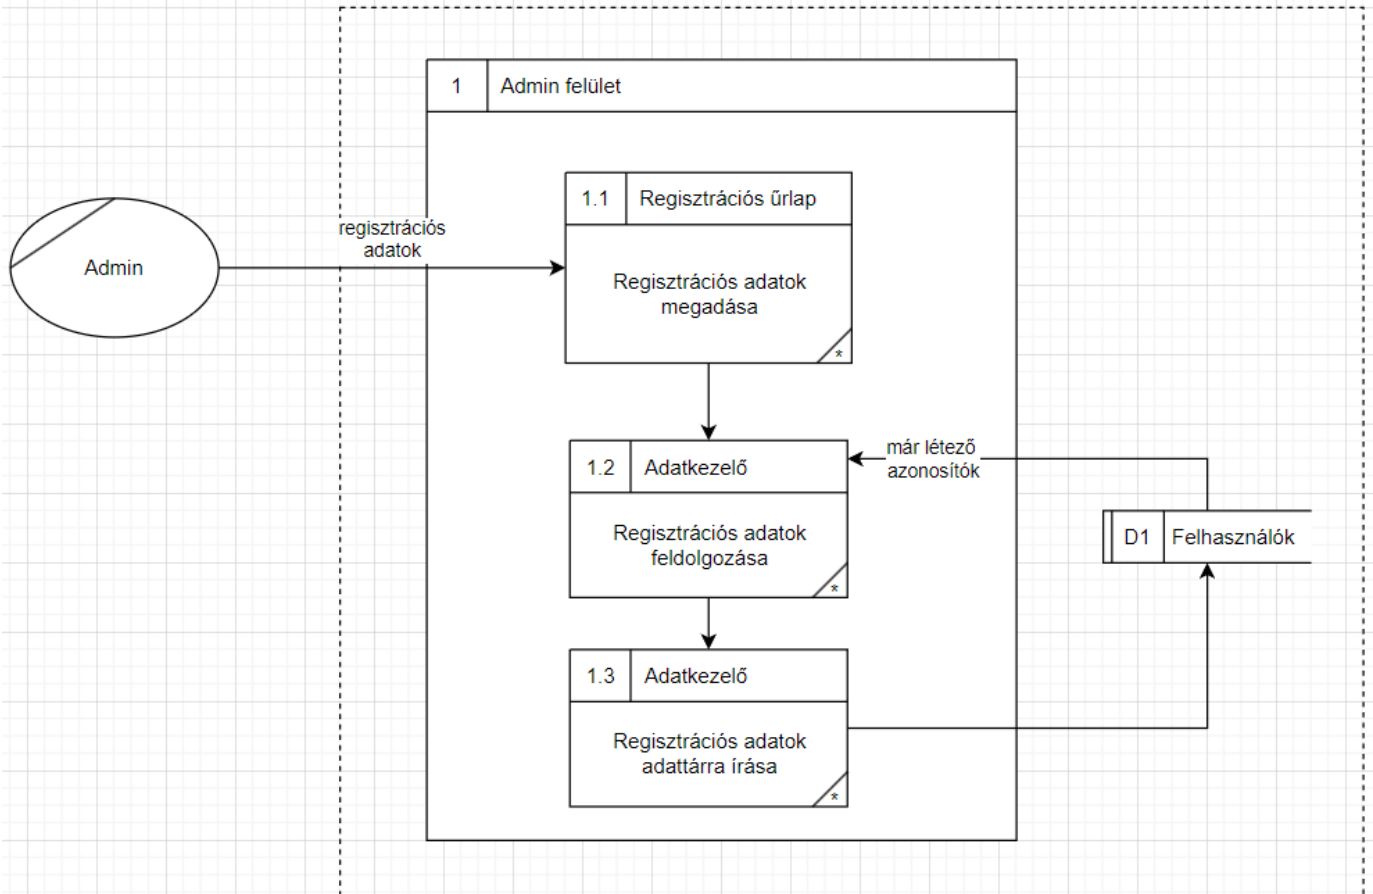 1
Admin felület
1.1
Regisztrációs űrlap
regisztrációs
adatok
Admin
Regisztrációs adatok
megadása
*
már létező
azonosítók
1.2
Adatkezelő
Regisztrációs adatok
feldolgozása
*
D1
Felhasználók
1.3
Adatkezelő
Regisztrációs adatok
adattárra írása
*